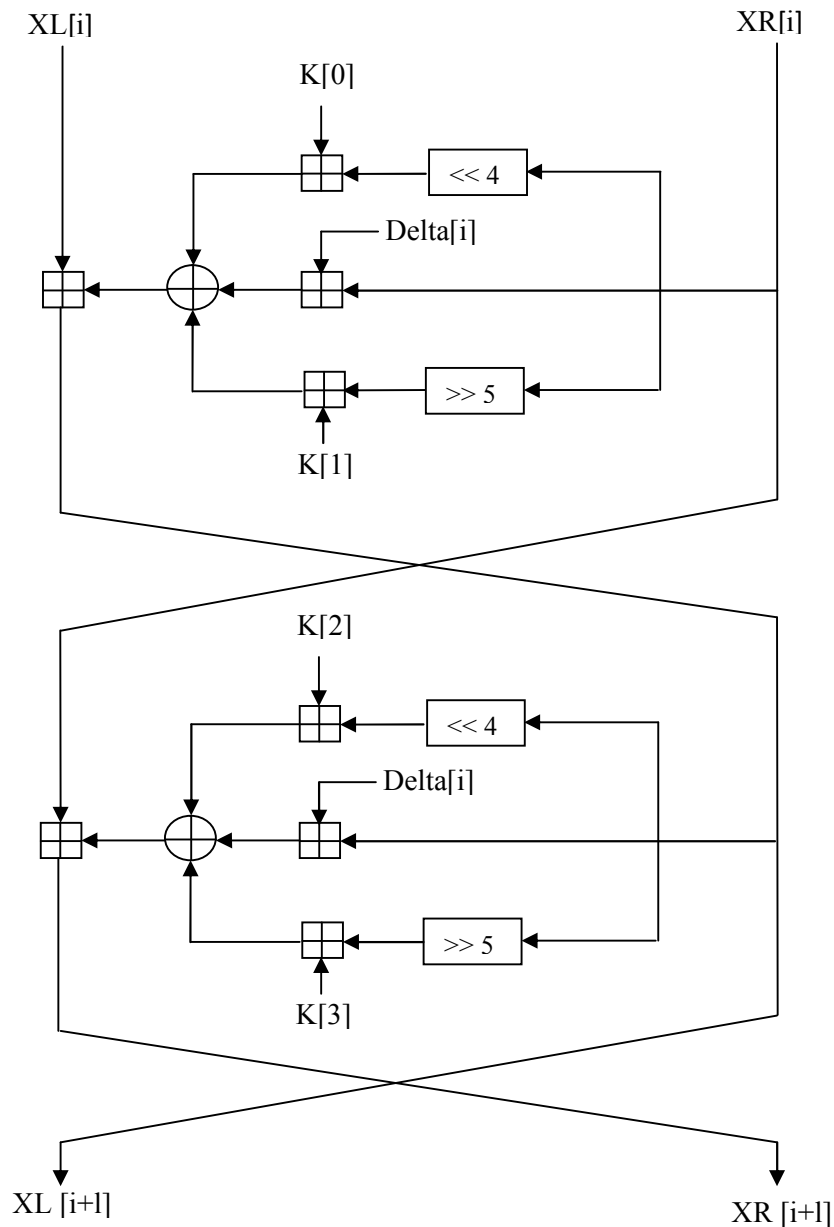 XL[i] XR[i]
K[0]
<< 4
Delta[i]
>> 5
K[1]
K[2]
<< 4
Delta[i]
>> 5
K[3]
XL [i+l] XR [i+l]